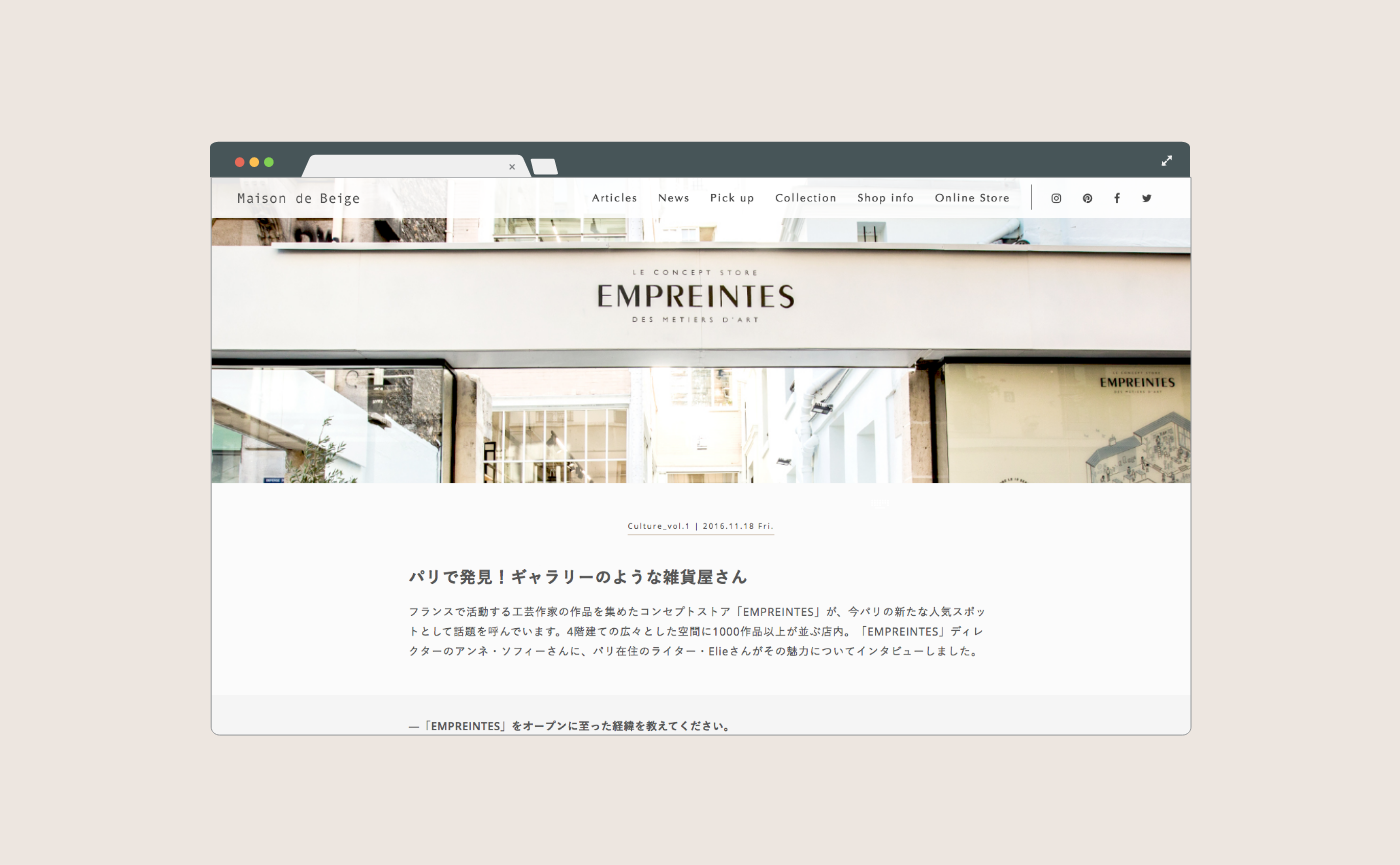 Maison de Beige
Articles News Pick up Collection Shop info Online Store
LE CONCEPT STORE
EMPREINTES
DES METIERS D'ART
LE CONCEPT STORE
EMPREINTES
DES METIERS D'ART
Culture_vol.1 | 2016.11.18 Fri.
パリで発見！ギャラリーのような雑貨屋さん
フランスで活動する工芸作家の作品を集めたコンセプトストア「EMPREINTES」が、今パリの新たな人気スポッ
トとして話題を呼んでいます。4階建ての広々とした空間に1000作品以上が並ぶ店内。「EMPREINTES」ディレ
クターのアンネ・ソフィーさんに、パリ在住のライター・Elieさんがその魅力についてインタビューしました。
―「EMPREINTES」をオープンに至った経緯を教えてください。